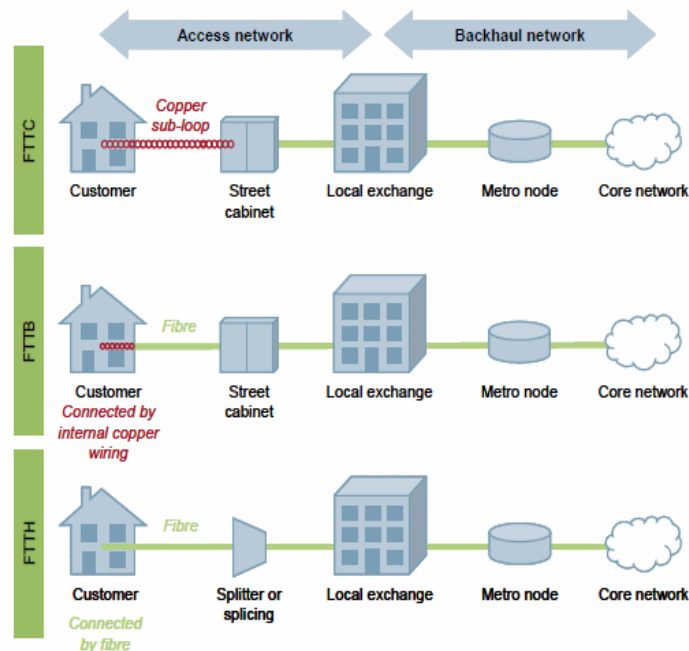 Access network
Backhaul network
FTTC
Copper
sub-loop
Customer
Street
cabinet
Local exchange
Metro node
Core network
FTTB
Fibre
Customer
Connected by
internal copper
wiring
Street
cabinet
Local exchange
Metro node
Core network
FTTH
Fibre
Customer
Connected
by fibre
Splitter or
splicing
Local exchange
Metro node
Core network